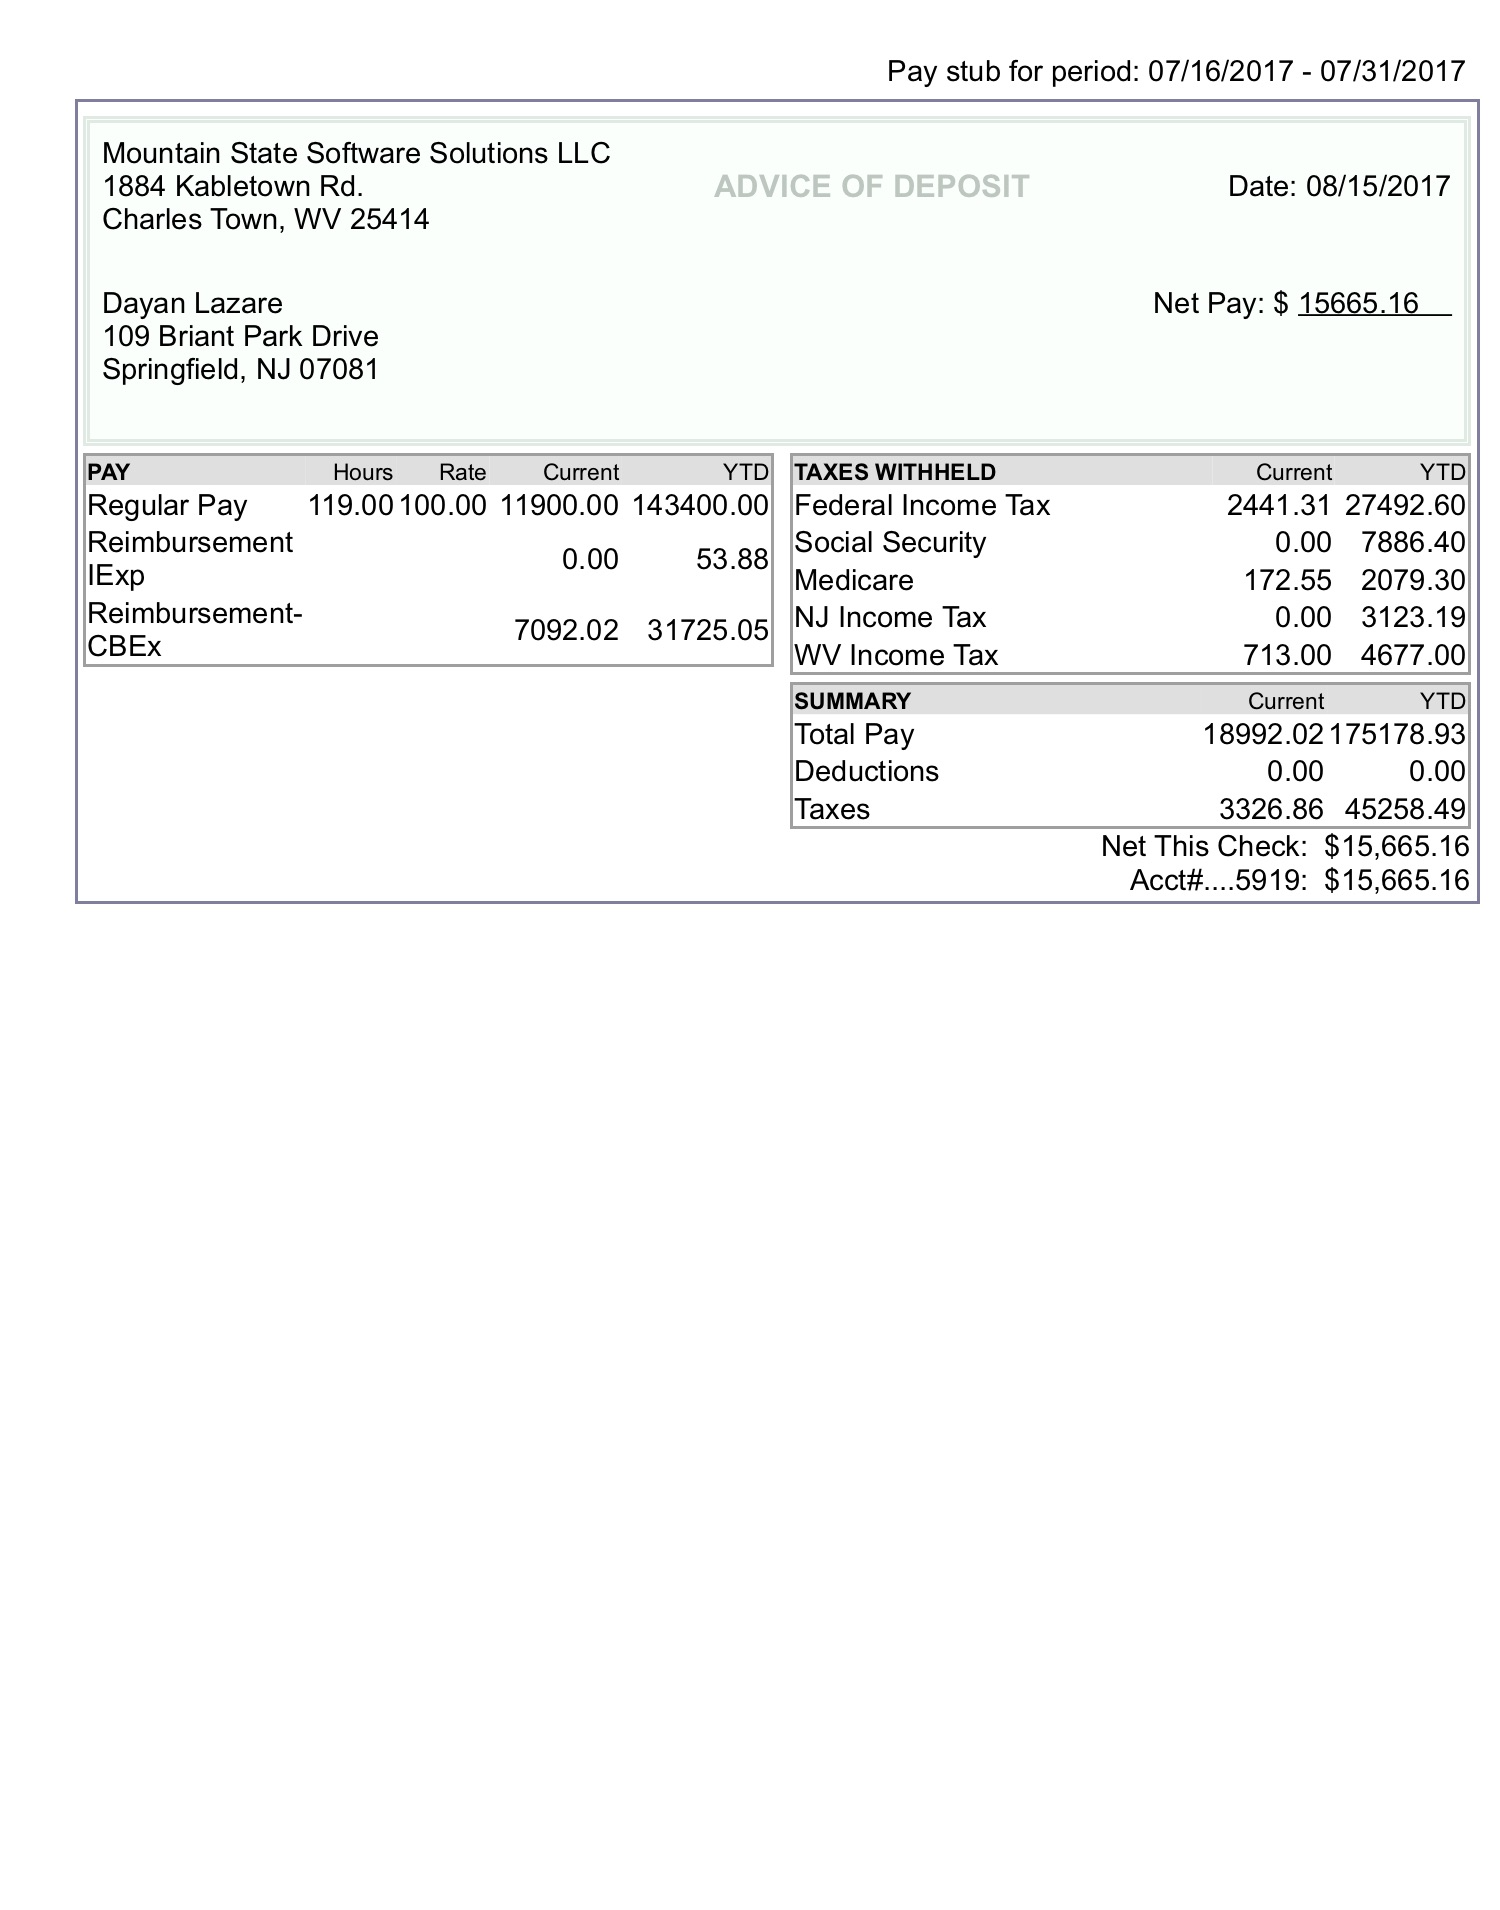 Pay stub for period: 07/16/2017 - 07/31/2017
Mountain State Software Solutions LLC
1884 Kabletown Rd.
Charles Town, WV 25414
ADVICE OF DEPOSIT
Date: 08/15/2017
Dayan Lazare
109 Briant Park Drive
Springfield, NJ 07081
Net Pay: $ 15665.16
PAY Hours Rate Current YTD
Regular Pay 119.00 100.00 11900.00 143400.00
Reimbursement
IExp 0.00 53.88
Reimbursement-
CBEx 7092.02 31725.05
TAXES WITHHELD Current YTD
Federal Income Tax 2441.31 27492.60
Social Security 0.00 7886.40
Medicare 172.55 2079.30
NJ Income Tax 0.00 3123.19
WV Income Tax 713.00 4677.00
SUMMARY Current YTD
Total Pay 18992.02 175178.93
Deductions 0.00 0.00
Taxes 3326.86 45258.49
Net This Check: $15,665.16
Acct#....5919: $15,665.16